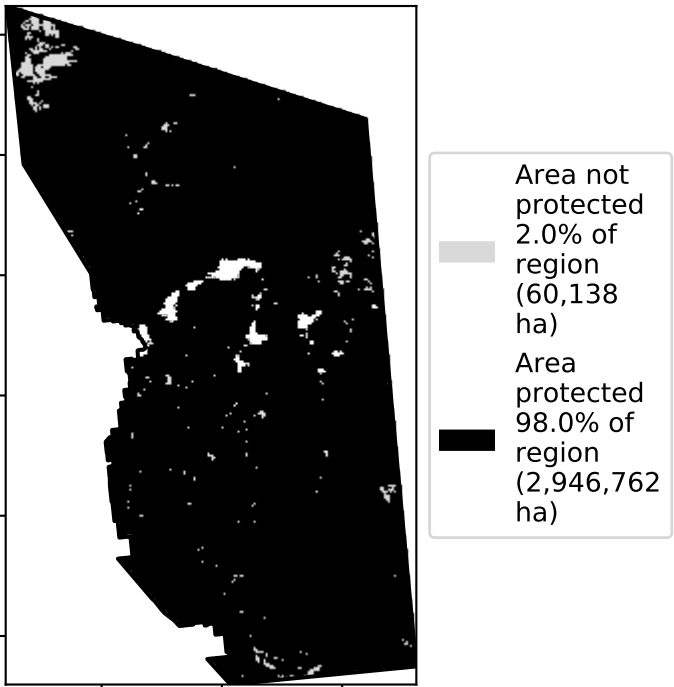 Area not
protected
2.0% of
region
(60,138
ha)
Area
protected
98.0% of
region
(2,946,762
ha)